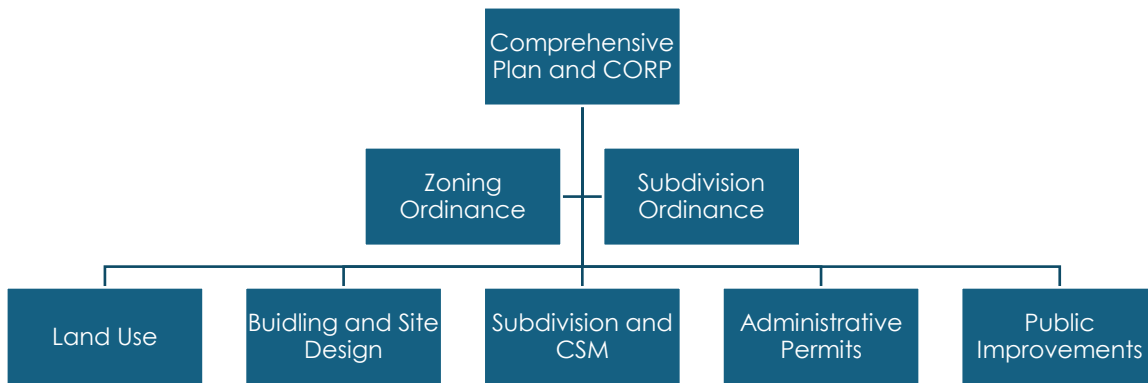 Comprehensive
Plan and CORP
Zoning
Ordinance
Subdivision
Ordinance
Land Use
Buidling and Site
Design
Subdivision and
CSM
Administrative
Permits
Public
Improvements